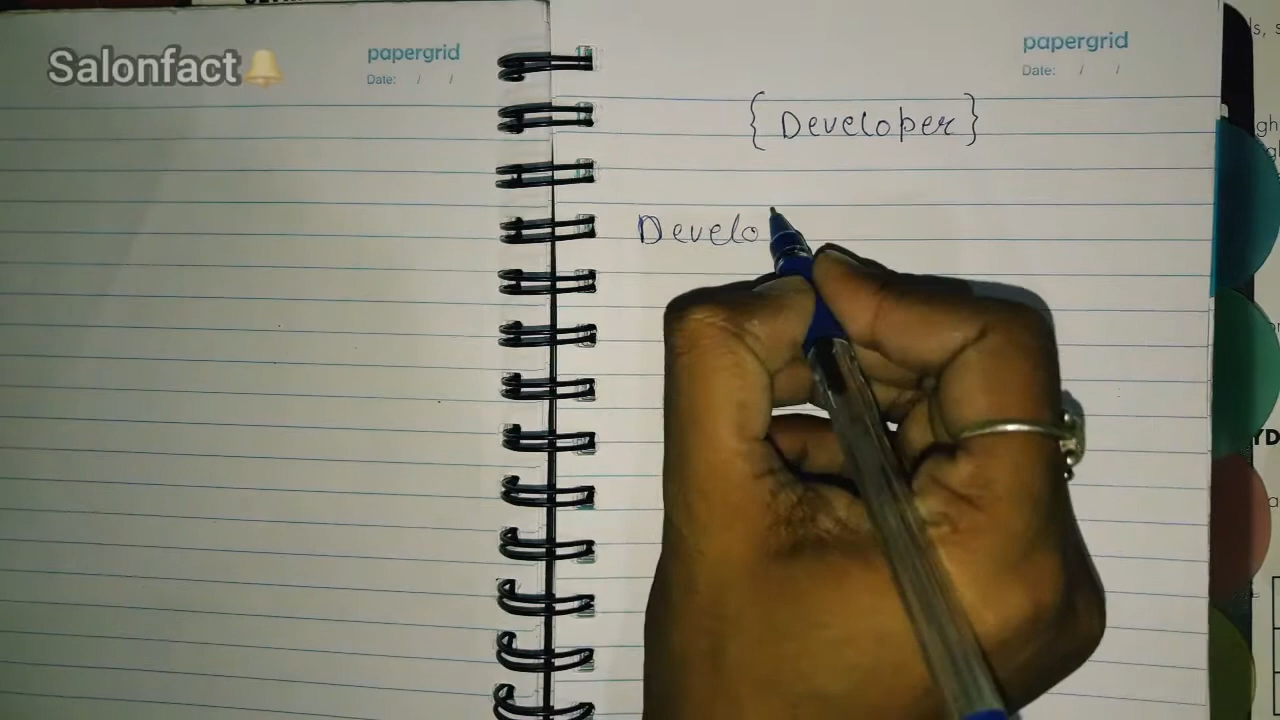 Salonfact
papergrid
Date: / /
papergrid
Date: / /
{ Developer }
Develo